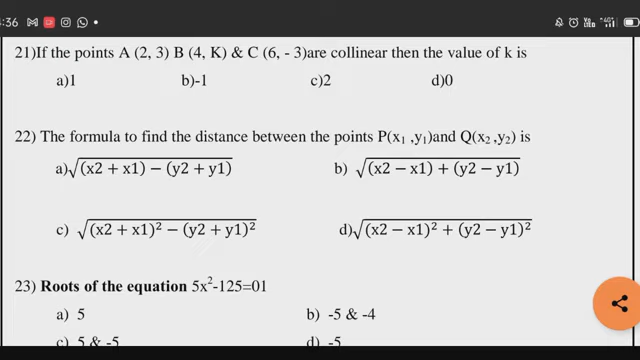 4:36
21)If the points A (2, 3) B (4, K) & C (6, - 3)are collinear then the value of k is
a)1 b)-1 c)2 d)0
22) The formula to find the distance between the points P(x₁ ,y₁)and Q(x₂ ,y₂) is
a)√(x2 + x1) − (y2 + y1) b) √(x2 − x1) + (y2 − y1)
c) √(x2 + x1)² − (y2 + y1)² d)√(x2 − x1)² + (y2 − y1)²
23) Roots of the equation 5x²-125=01
a) 5 b) -5 & -4
c) 5 & -5 d) -5